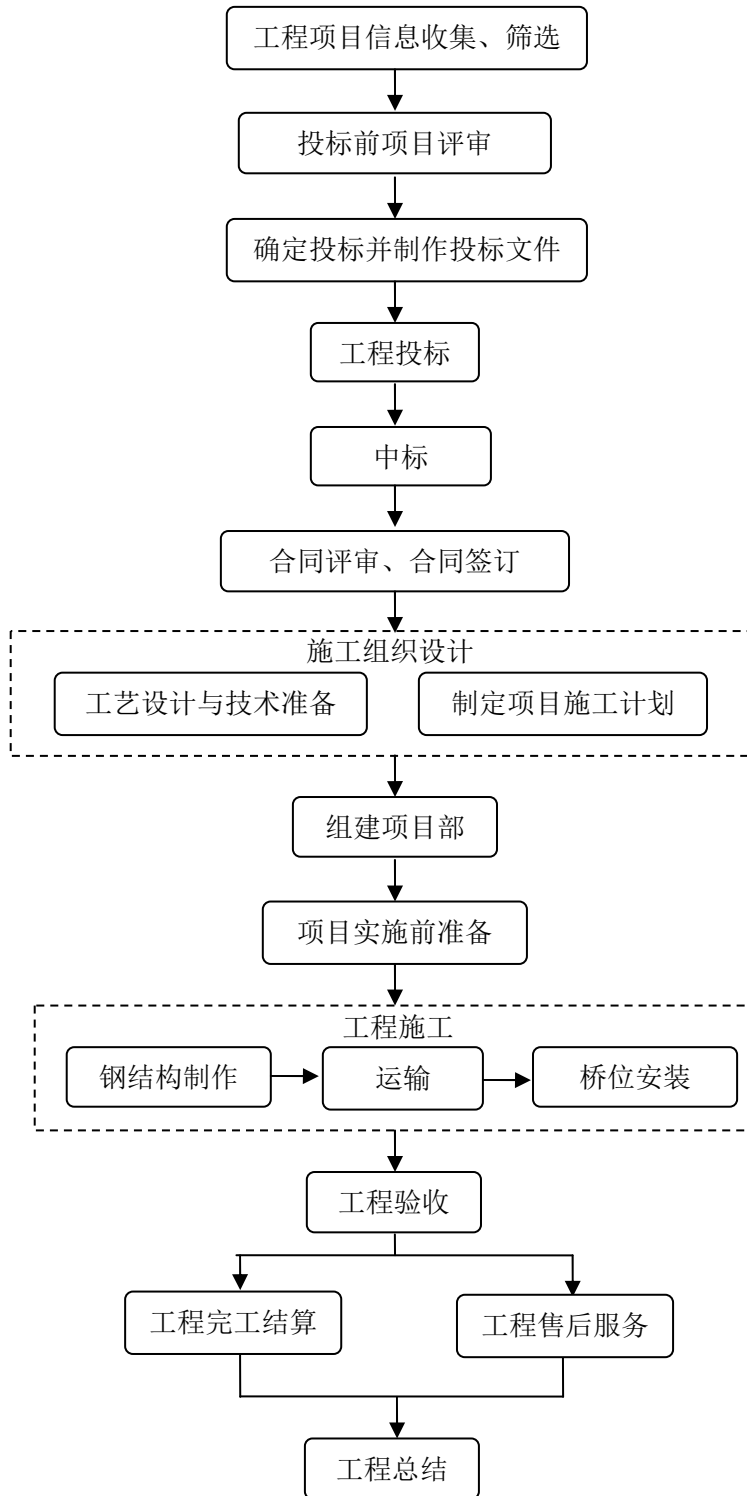 工程项目信息收集、筛选
投标前项目评审
确定投标并制作投标文件
工程投标
中标
合同评审、合同签订
施工组织设计
工艺设计与技术准备
制定项目施工计划
组建项目部
项目实施前准备
工程施工
钢结构制作
运输
桥位安装
工程验收
工程完工结算
工程售后服务
工程总结